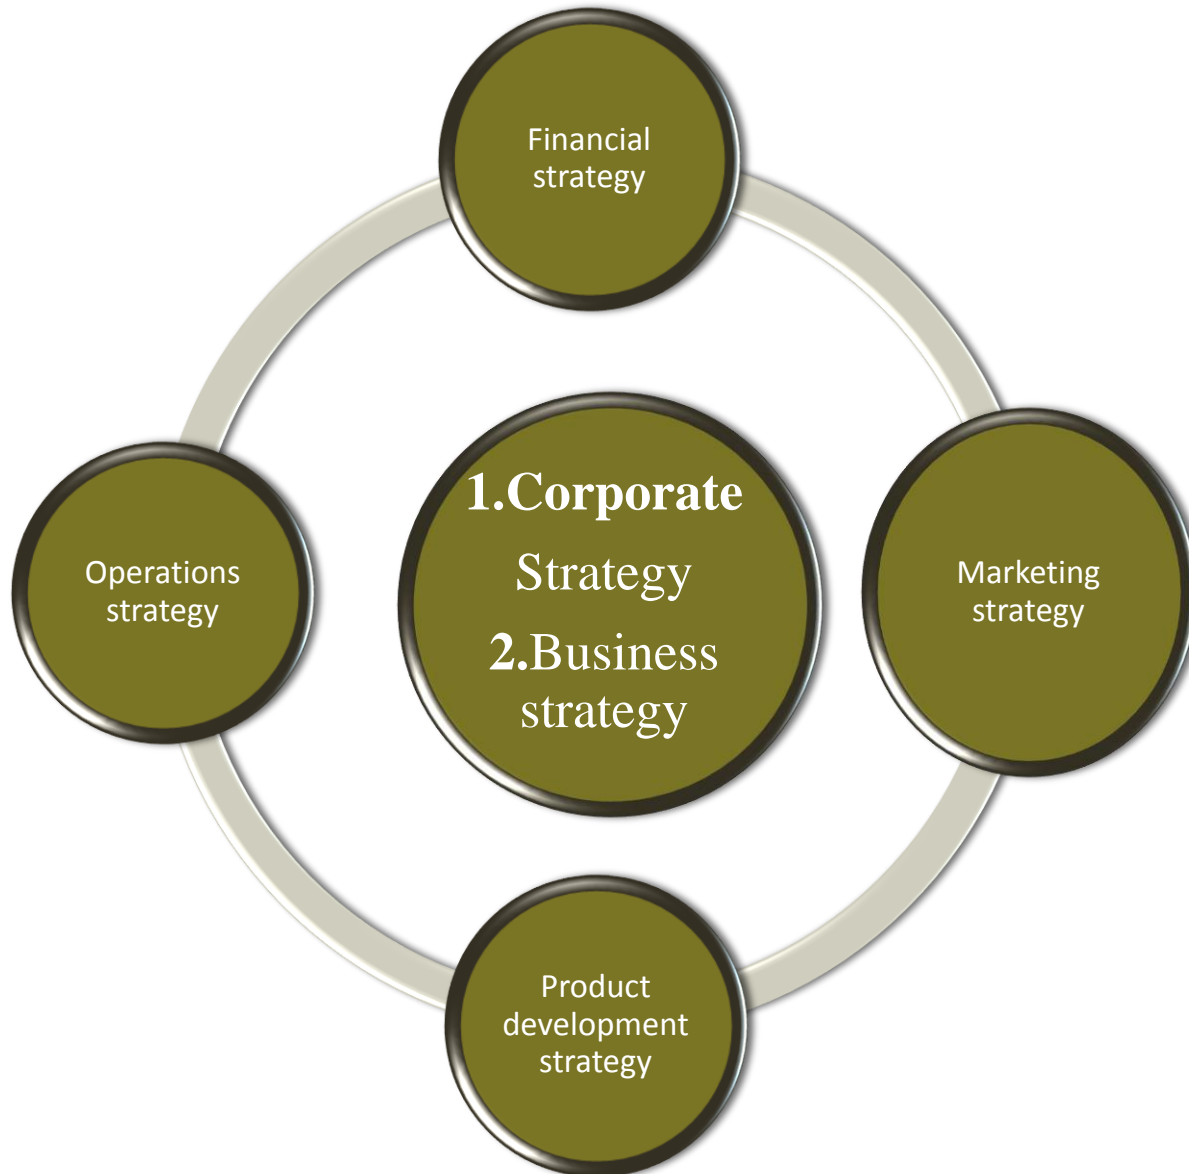 Financial
strategy
1.Corporate
Strategy
2.Business
strategy
Operations
strategy
Marketing
strategy
Product
development
strategy